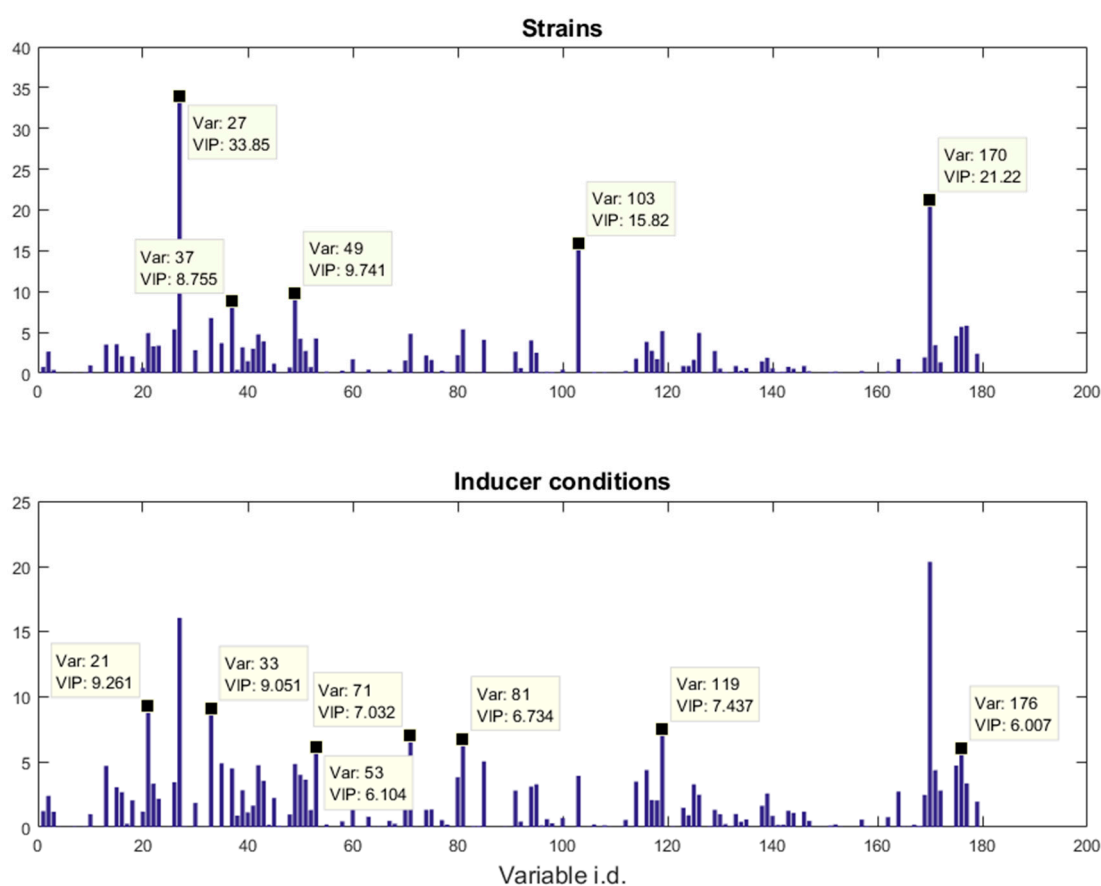 Strains
40
35
30
25
20
15
10
5
0
Var: 27
VIP: 33.85
Var: 37
VIP: 8.755
Var: 49
VIP: 9.741
Var: 103
VIP: 15.82
Var: 170
VIP: 21.22
0 20 40 60 80 100 120 140 160 180 200
Inducer conditions
25
20
15
10
5
0
Var: 21
VIP: 9.261
Var: 33
VIP: 9.051
Var: 71
VIP: 7.032
Var: 53
VIP: 6.104
Var: 81
VIP: 6.734
Var: 119
VIP: 7.437
Var: 176
VIP: 6.007
0 20 40 60 80 100 120 140 160 180 200
Variable i.d.